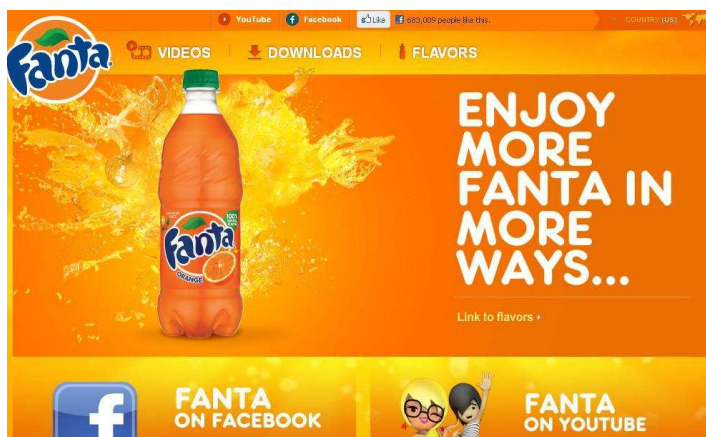 YouTube Facebook Like 683,009 people like this. COUNTRY (US)
Fanta VIDEOS DOWNLOADS FLAVORS
ENJOY
MORE
FANTA IN
MORE
WAYS...
100%
Fanta
ORANGE
Link to flavors
FANTA
ON FACEBOOK
FANTA
ON YOUTUBE